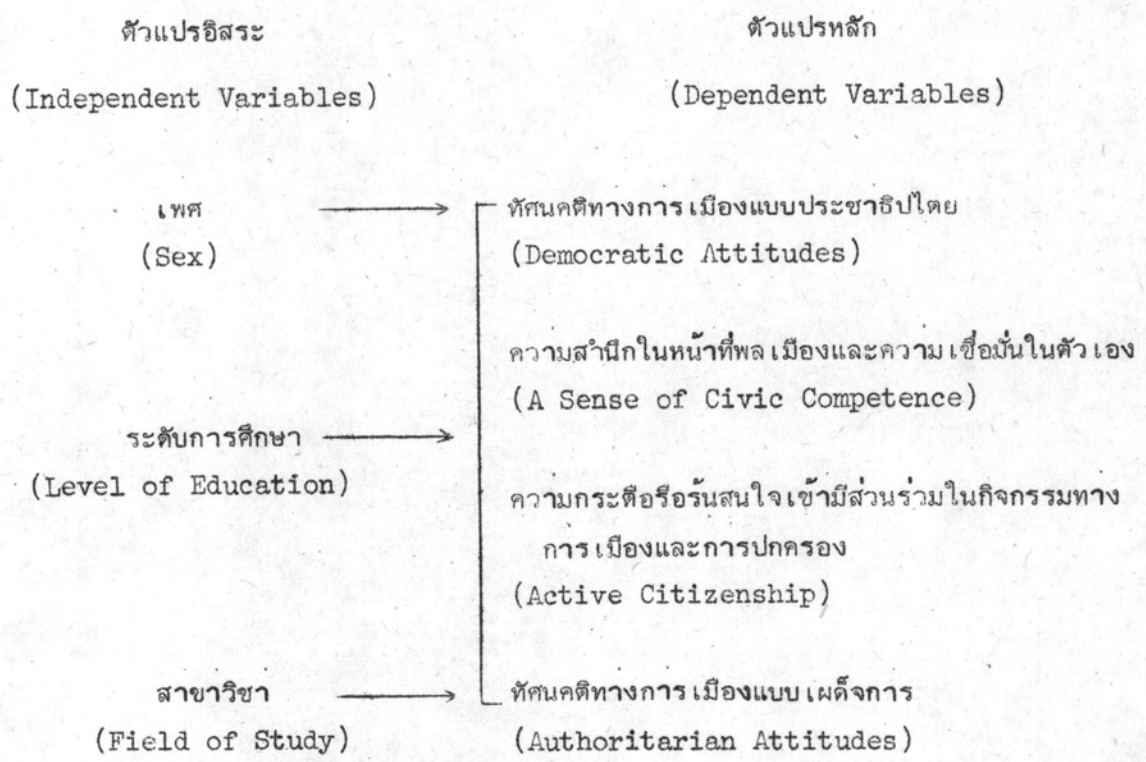 ตัวแปรอิสระ
(Independent Variables)
ตัวแปรหลัก
(Dependent Variables)
เพศ
(Sex)
ระดับการศึกษา
(Level of Education)
สาขาวิชา
(Field of Study)
ทัศนคติทางการเมืองแบบประชาธิปไตย
(Democratic Attitudes)
ความสำนึกในหน้าที่พลเมืองและความเชื่อมั่นในตัวเอง
(A Sense of Civic Competence)
ความกระตือรือร้นสนใจเข้ามีส่วนร่วมในกิจกรรมทาง
การเมืองและการปกครอง
(Active Citizenship)
ทัศนคติทางการเมืองแบบเผด็จการ
(Authoritarian Attitudes)